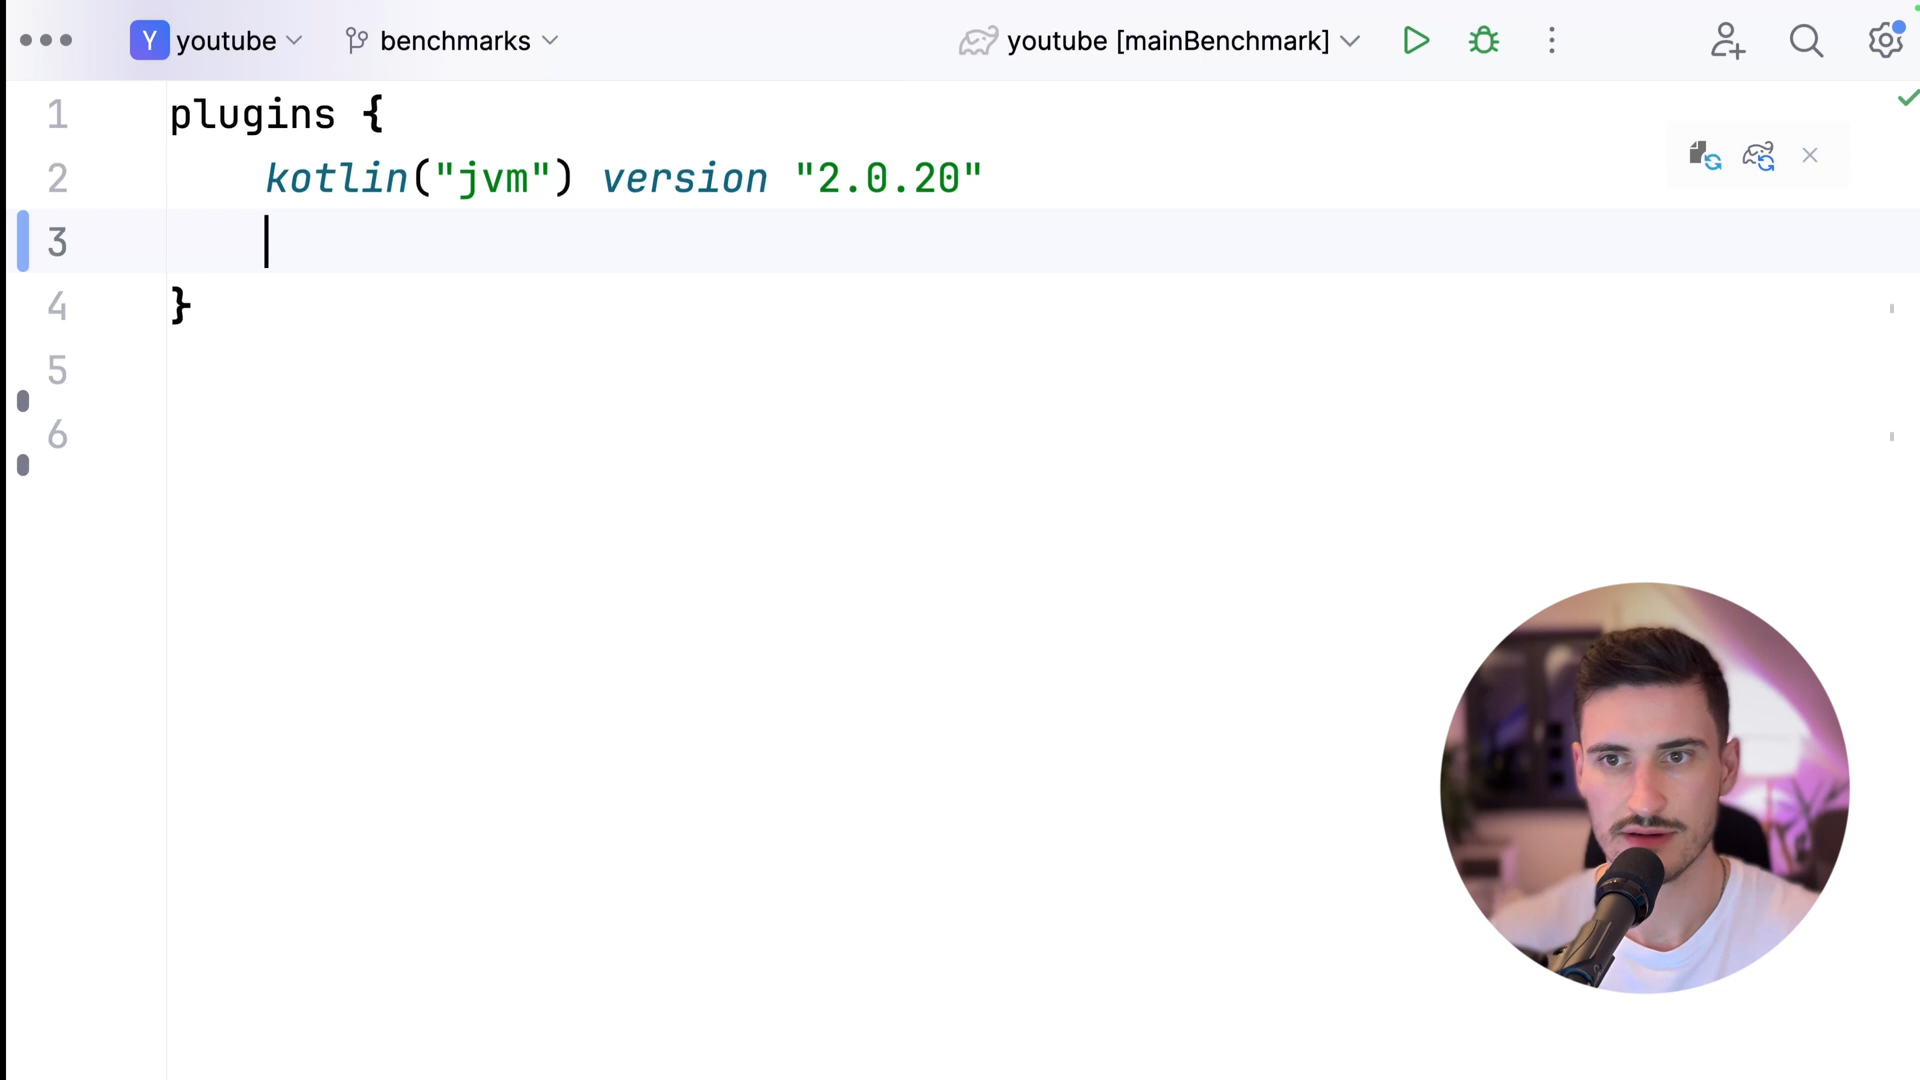 Y youtube benchmarks youtube [mainBenchmark]
1 plugins {
2 kotlin("jvm") version "2.0.20"
3
4 }
5
6